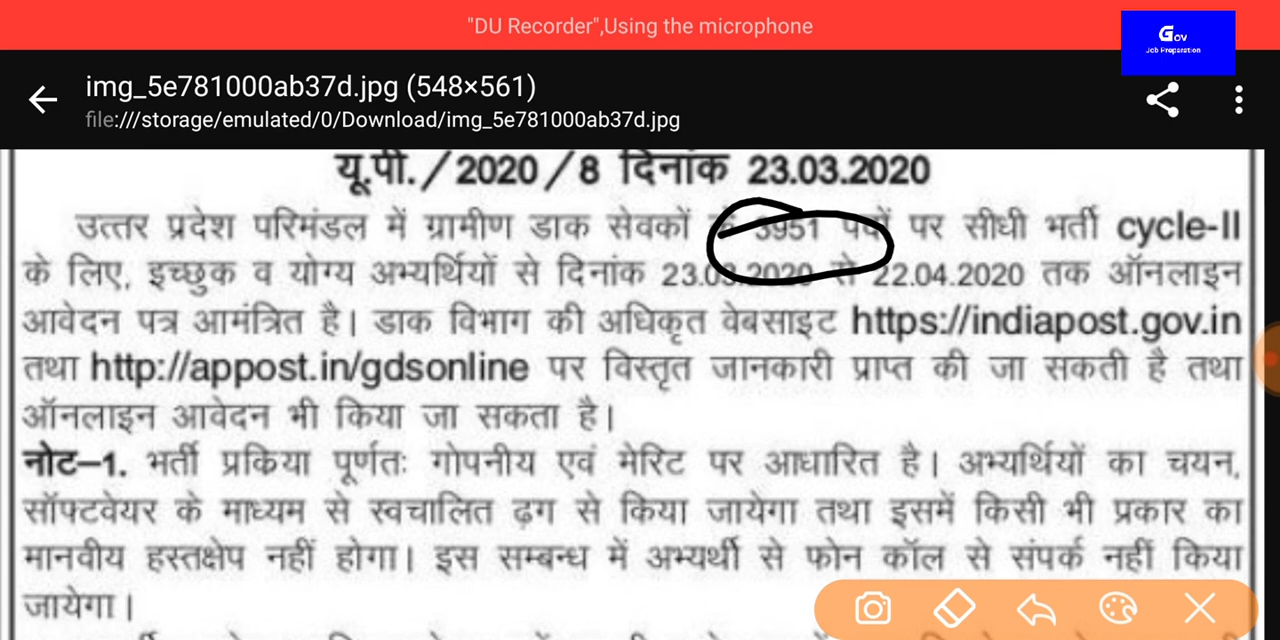 "DU Recorder",Using the microphone
Gov
Job Preparation
img_5e781000ab37d.jpg (548×561)
file:///storage/emulated/0/Download/img_5e781000ab37d.jpg
यू.पी./2020/8 दिनांक 23.03.2020
उत्तर प्रदेश परिमंडल में ग्रामीण डाक सेवकों के 3951 पदों पर सीधी भर्ती cycle-II
के लिए, इच्छुक व योग्य अभ्यर्थियों से दिनांक 23.03.2020 से 22.04.2020 तक ऑनलाइन
आवेदन पत्र आमंत्रित है। डाक विभाग की अधिकृत वेबसाइट https://indiapost.gov.in
तथा http://appost.in/gdsonline पर विस्तृत जानकारी प्राप्त की जा सकती है तथा
ऑनलाइन आवेदन भी किया जा सकता है।
नोट–1. भर्ती प्रकिया पूर्णतः गोपनीय एवं मेरिट पर आधारित है। अभ्यर्थियों का चयन,
सॉफ्टवेयर के माध्यम से स्वचालित ढ़ग से किया जायेगा तथा इसमें किसी भी प्रकार का
मानवीय हस्तक्षेप नहीं होगा। इस सम्बन्ध में अभ्यर्थी से फोन कॉल से संपर्क नहीं किया
जायेगा।